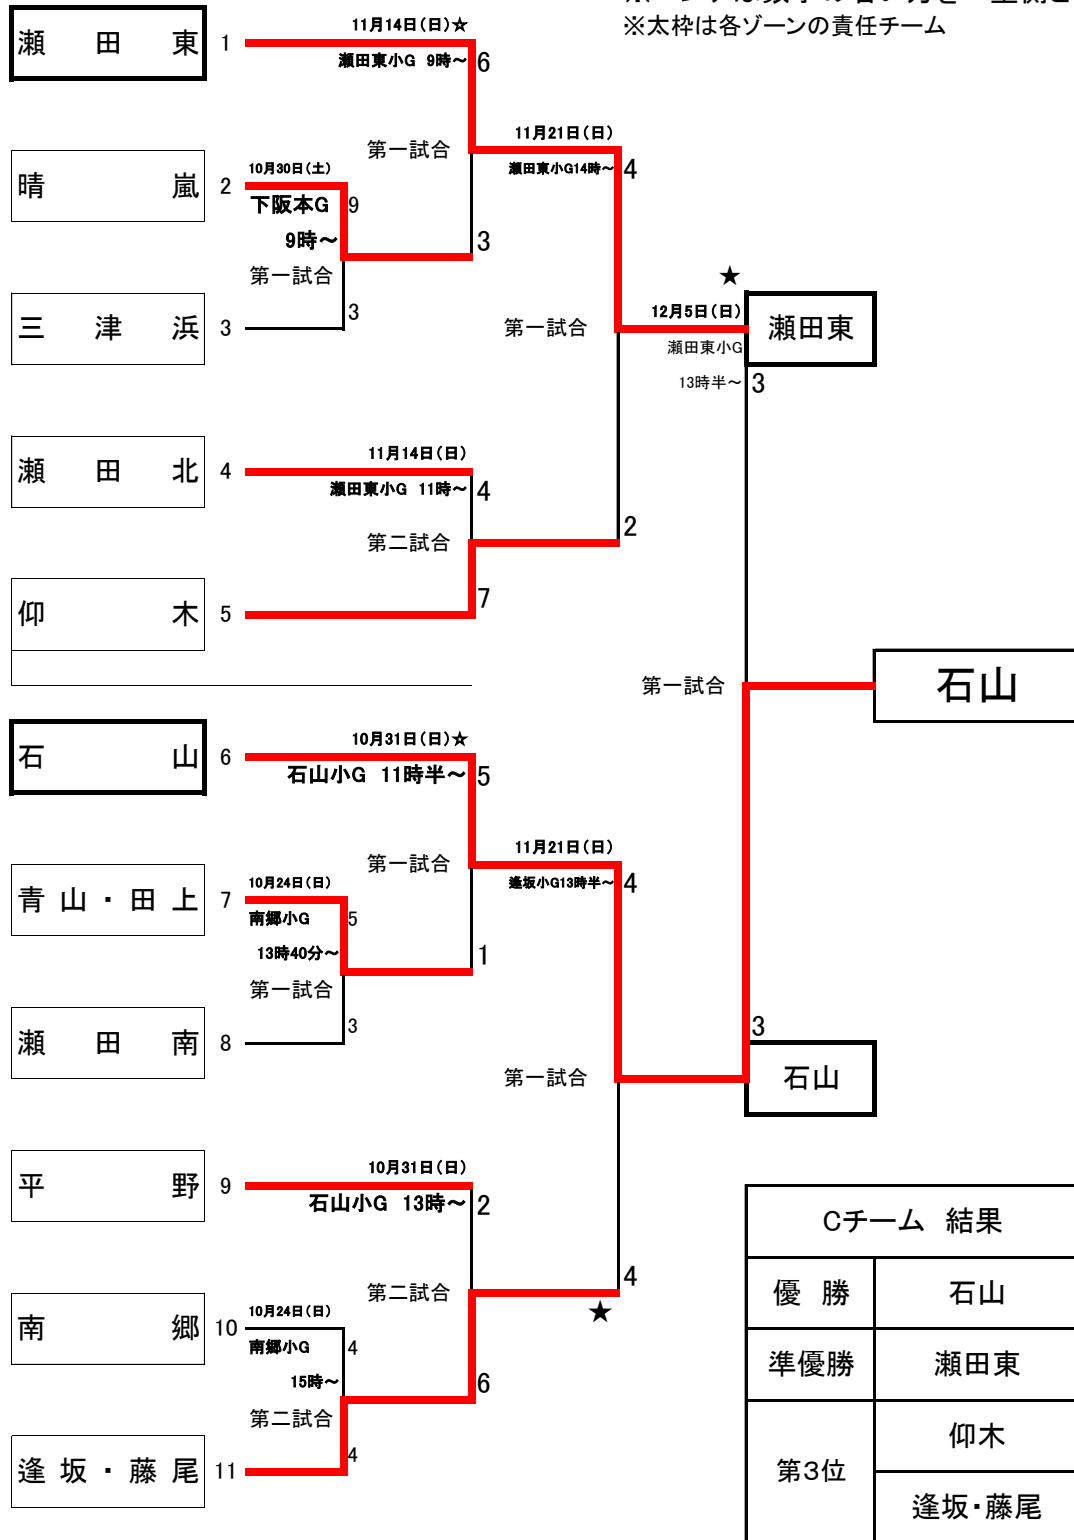 ※太枠は各ゾーンの責任チーム
瀬田東 1
11月14日(日)☆
瀬田東小G 9時～ 6
第一試合
11月21日(日)
瀬田東小G14時～ 4
晴嵐 2
10月30日(土)
下阪本G 9
9時～
3
第一試合
三津浜 3
3
第一試合
★
12月5日(日)
瀬田東
瀬田東小G
13時半～ 3
瀬田北 4
11月14日(日)
瀬田東小G 11時～ 4
第二試合
2
仰木 5
7
第一試合
石山
石山 6
10月31日(日)☆
石山小G 11時半～ 5
第一試合
11月21日(日)
逢坂小G13時半～ 4
青山・田上 7
10月24日(日)
南郷小G 5
13時40分～
1
第一試合
瀬田南 8
3
3
第一試合
石山
平野 9
10月31日(日)
石山小G 13時～ 2
第二試合
4
★
南郷 10
10月24日(日)
南郷小G 4
15時～
6
第二試合
逢坂・藤尾 11
4
Cチーム 結果
優勝 石山
準優勝 瀬田東
第3位 仰木
逢坂・藤尾